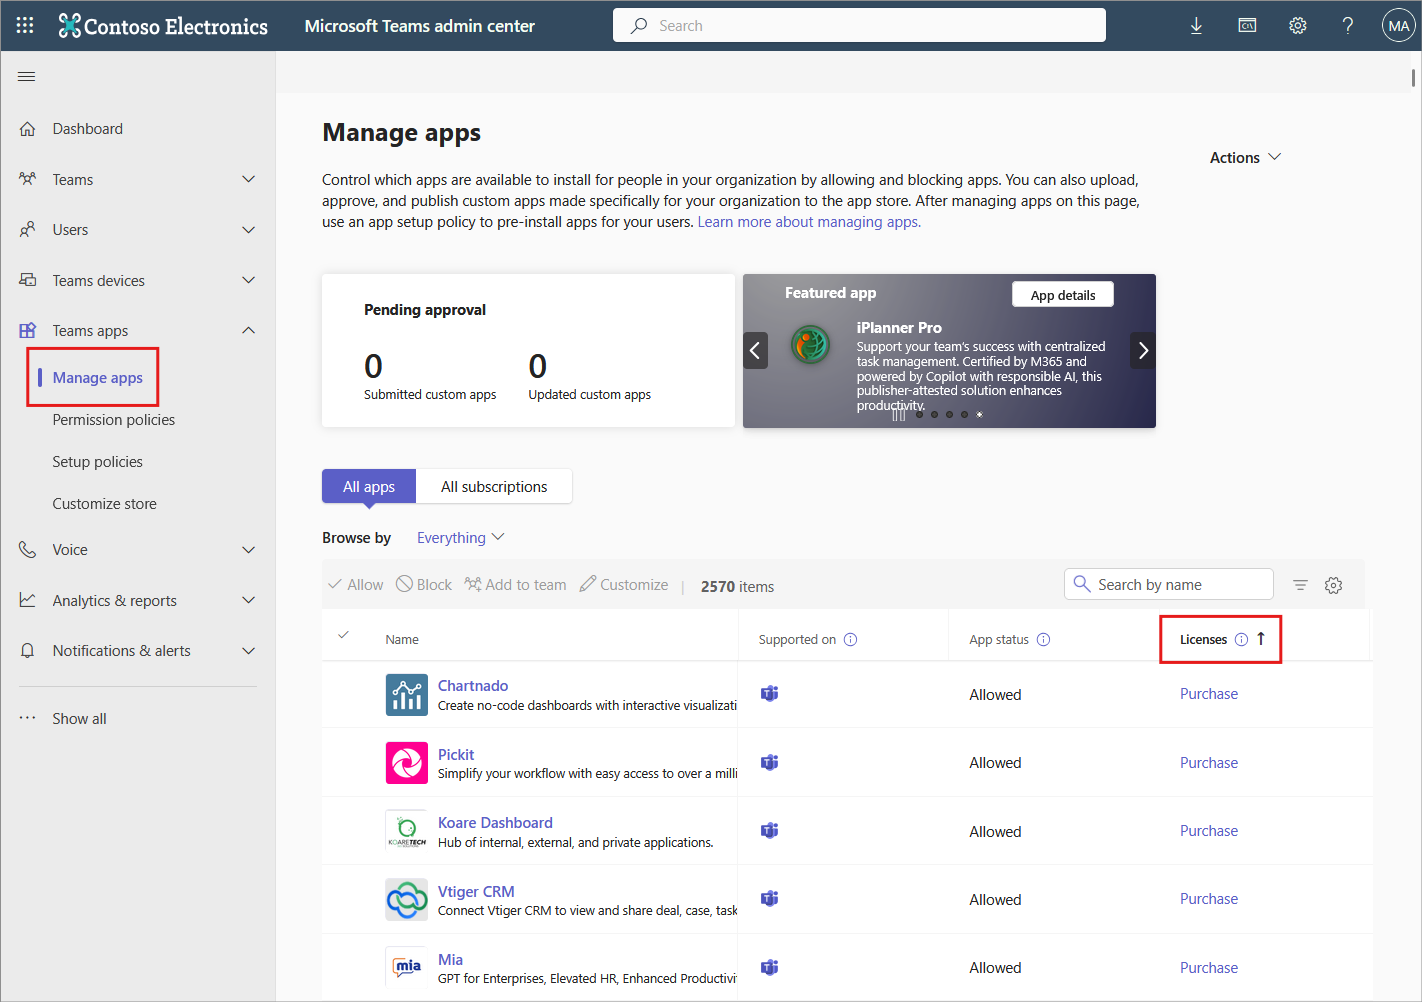 Contoso Electronics
Microsoft Teams admin center
Search
MA
Dashboard
Teams
Users
Teams devices
Teams apps
Manage apps
Permission policies
Setup policies
Customize store
Voice
Analytics & reports
Notifications & alerts
Show all
Manage apps
Actions
Control which apps are available to install for people in your organization by allowing and blocking apps. You can also upload,
approve, and publish custom apps made specifically for your organization to the app store. After managing apps on this page,
use an app setup policy to pre-install apps for your users. Learn more about managing apps.
Pending approval
0
Submitted custom apps
0
Updated custom apps
Featured app
App details
iPlanner Pro
Support your team's success with centralized
task management. Certified by M365 and
powered by Copilot with responsible AI, this
publisher-attested solution enhances
productivity.
All apps
All subscriptions
Browse by
Everything
Allow
Block
Add to team
Customize
2570 items
Search by name
Name
Supported on
App status
Licenses
Chartnado
Create no-code dashboards with interactive visualizati
Allowed
Purchase
Pickit
Simplify your workflow with easy access to over a milli
Allowed
Purchase
KOARETECH
Koare Dashboard
Hub of internal, external, and private applications.
Allowed
Purchase
Vtiger CRM
Connect Vtiger CRM to view and share deal, case, task
Allowed
Purchase
mia
Mia
GPT for Enterprises, Elevated HR, Enhanced Productivi
Allowed
Purchase